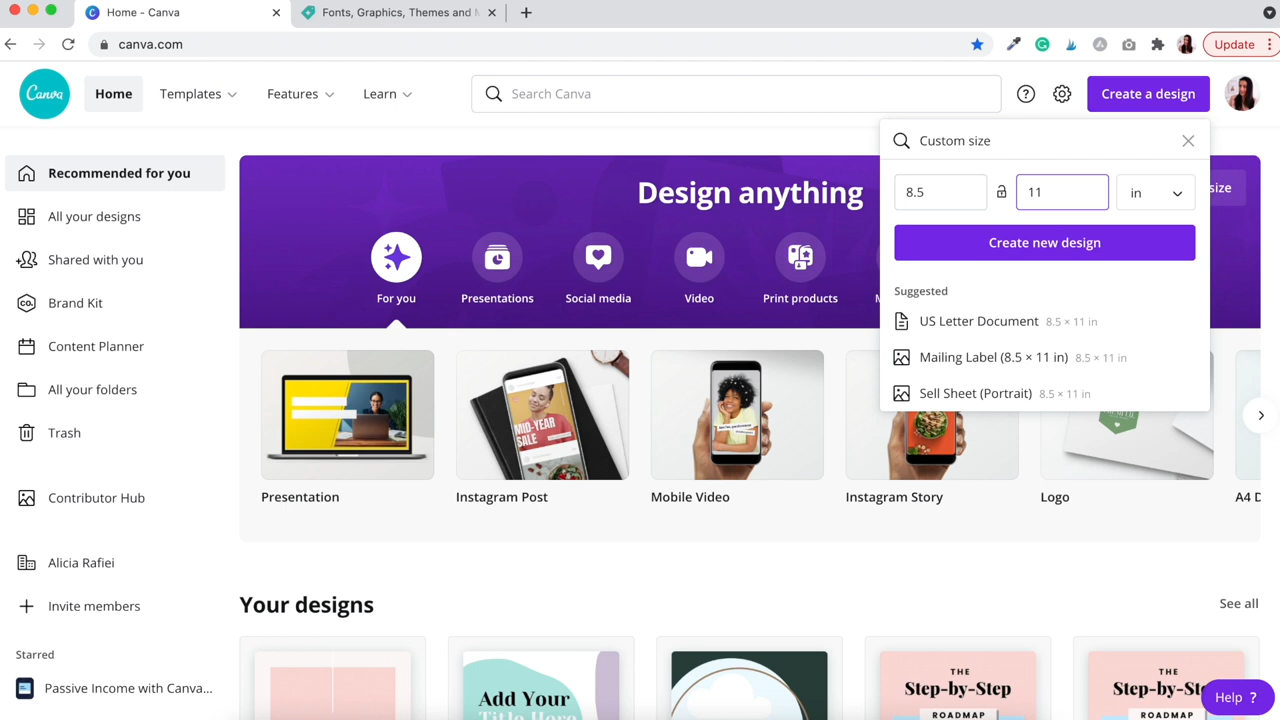 Home - Canva
Fonts, Graphics, Themes and
canva.com
Update
Canva
Home
Templates
Features
Learn
Search Canva
Create a design
Custom size
8.5
11
in
size
Create new design
Suggested
US Letter Document 8.5 × 11 in
Mailing Label (8.5 × 11 in) 8.5 × 11 in
Sell Sheet (Portrait) 8.5 × 11 in
Recommended for you
All your designs
Shared with you
Brand Kit
Content Planner
All your folders
Trash
Contributor Hub
Alicia Rafiei
Invite members
Starred
Passive Income with Canva...
Design anything
For you
Presentations
Social media
Video
Print products
MID-YEAR
SALE
Presentation
Instagram Post
Mobile Video
Instagram Story
Logo
A4 D
Your designs
See all
Add Your
Title Here
THE
Step-by-Step
ROADMAP
THE
Step-by-Step
ROADMAP
Help ?